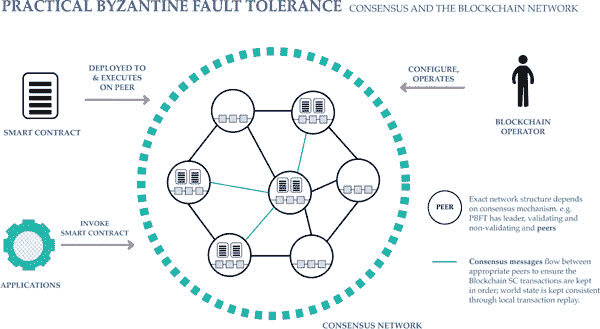 PRACTICAL BYZANTINE FAULT TOLERANCE CONSENSUS AND THE BLOCKCHAIN NETWORK
DEPLOYED TO
& EXECUTES
ON PEER
SMART CONTRACT
CONFIGURE,
OPERATES
BLOCKCHAIN
OPERATOR
PEER
Exact network structure depends
on consensus mechanism. e.g.
PBFT has leader, validating and
non-validating and peers
INVOKE
SMART CONTRACT
APPLICATIONS
Consensus messages flow between
appropriate peers to ensure the
Blockchain SC transactions are kept
in order; world state is kept consistent
through local transaction replay.
CONSENSUS NETWORK